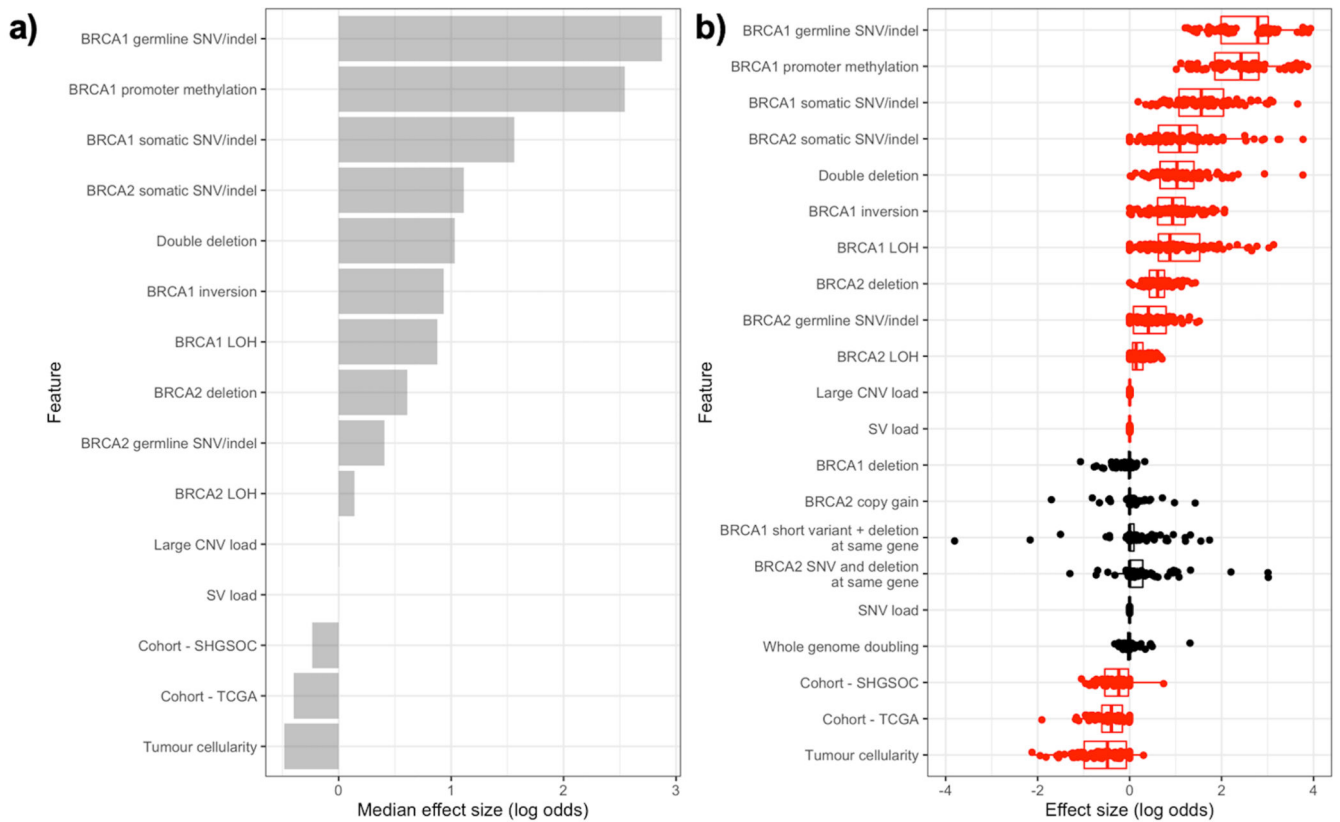 a)
Feature
BRCA1 germline SNV/indel
BRCA1 promoter methylation
BRCA1 somatic SNV/indel
BRCA2 somatic SNV/indel
Double deletion
BRCA1 inversion
BRCA1 LOH
BRCA2 deletion
BRCA2 germline SNV/indel
BRCA2 LOH
Large CNV load
SV load
Cohort - SHGSOC
Cohort - TCGA
Tumour cellularity
0 1 2 3
Median effect size (log odds)
b)
Feature
BRCA1 germline SNV/indel
BRCA1 promoter methylation
BRCA1 somatic SNV/indel
BRCA2 somatic SNV/indel
Double deletion
BRCA1 inversion
BRCA1 LOH
BRCA2 deletion
BRCA2 germline SNV/indel
BRCA2 LOH
Large CNV load
SV load
BRCA1 deletion
BRCA2 copy gain
BRCA1 short variant + deletion
at same gene
BRCA2 SNV and deletion
at same gene
SNV load
Whole genome doubling
Cohort - SHGSOC
Cohort - TCGA
Tumour cellularity
-4 -2 0 2 4
Effect size (log odds)